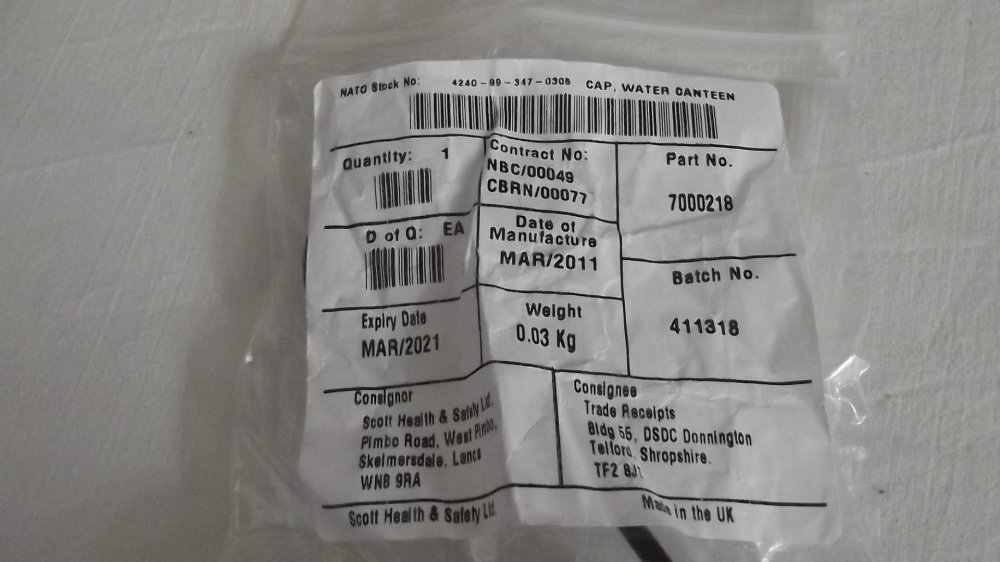 NATO Stock No: 4240-99-347-0308 CAP, WATER CANTEEN
Quantity: 1
Contract No:
NBC/00049
CBRN/00077
Part No.
7000218
D of Q: EA
Date of
Manufacture
MAR/2011
Batch No.
411318
Expiry Date
MAR/2021
Weight
0.03 Kg
Consignor
Scott Health & Safety Ltd.
Pimbo Road, West Pimbo,
Skelmersdale, Lancs
WN8 9RA
Consignee
Trade Receipts
Bldg 55, DSDC Donnington
Telford, Shropshire.
TF2
Scott Health & Safety Ltd.
Made in the UK